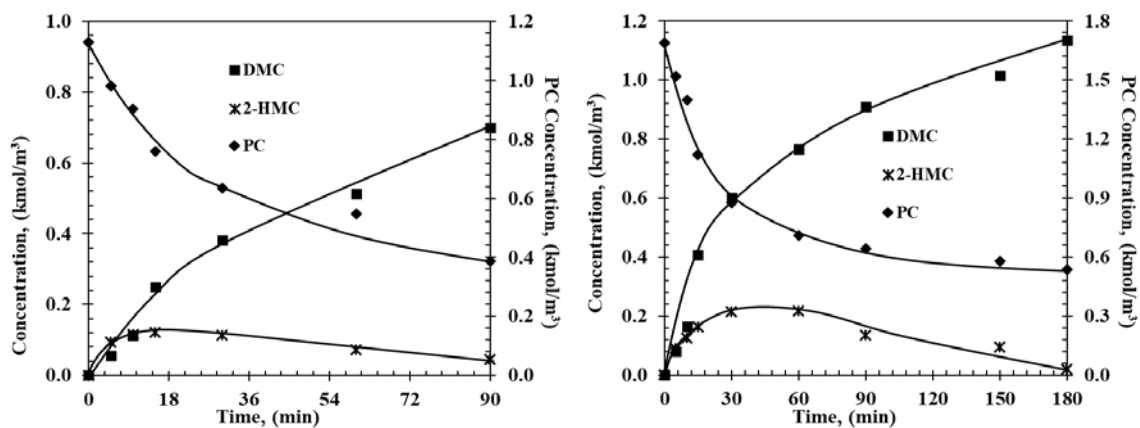 1.0
0.8
0.6
0.4
0.2
0.0
Concentration, (kmol/m³)
DMC
2-HMC
PC
1.2
1.0
0.8
0.6
0.4
0.2
0.0
PC Concentration, (kmol/m³)
0 18 36 54 72 90
Time, (min)
1.2
1.0
0.8
0.6
0.4
0.2
0.0
Concentration, (kmol/m³)
DMC
2-HMC
PC
1.8
1.5
1.2
0.9
0.6
0.3
0.0
PC Concentration, (kmol/m³)
0 30 60 90 120 150 180
Time, (min)